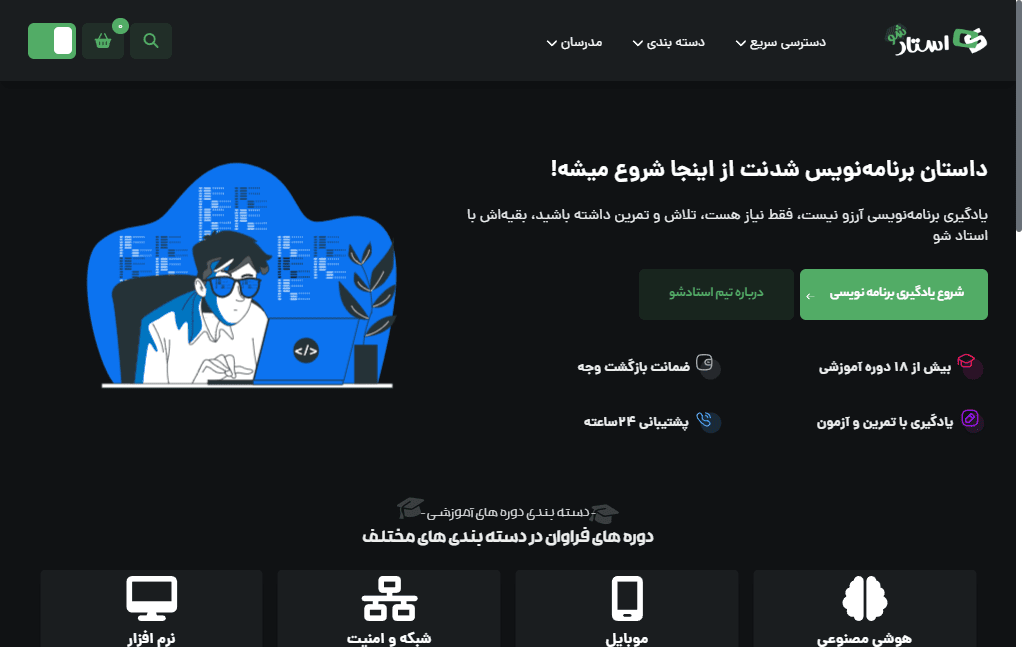 استاد شو
دسترسی سریع
دسته بندی
مدرسان
۰
داستان برنامه‌نویس شدنت از اینجا شروع میشه!
یادگیری برنامه‌نویسی آرزو نیست، فقط نیاز هست، تلاش و تمرین داشته باشید، بقیه‌اش با
استاد شو
شروع یادگیری برنامه نویسی ←
درباره تیم استادشو
بیش از ۱۸ دوره آموزشی
ضمانت بازگشت وجه
یادگیری با تمرین و آزمون
پشتیبانی ۲۴ساعته
</>
-دسته بندی دوره های آموزشی-
دوره های فراوان در دسته بندی های مختلف
هوشی مصنوعی
موبایل
شبکه و امنیت
نرم افزار